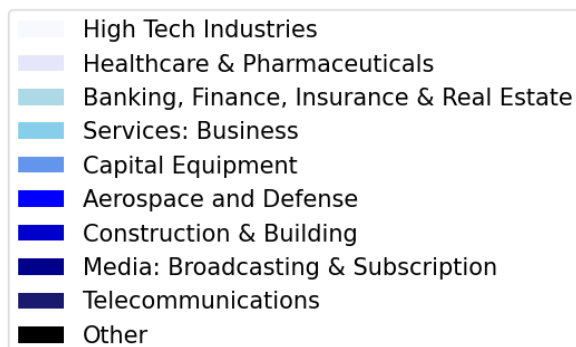 High Tech Industries
Healthcare & Pharmaceuticals
Banking, Finance, Insurance & Real Estate
Services: Business
Capital Equipment
Aerospace and Defense
Construction & Building
Media: Broadcasting & Subscription
Telecommunications
Other